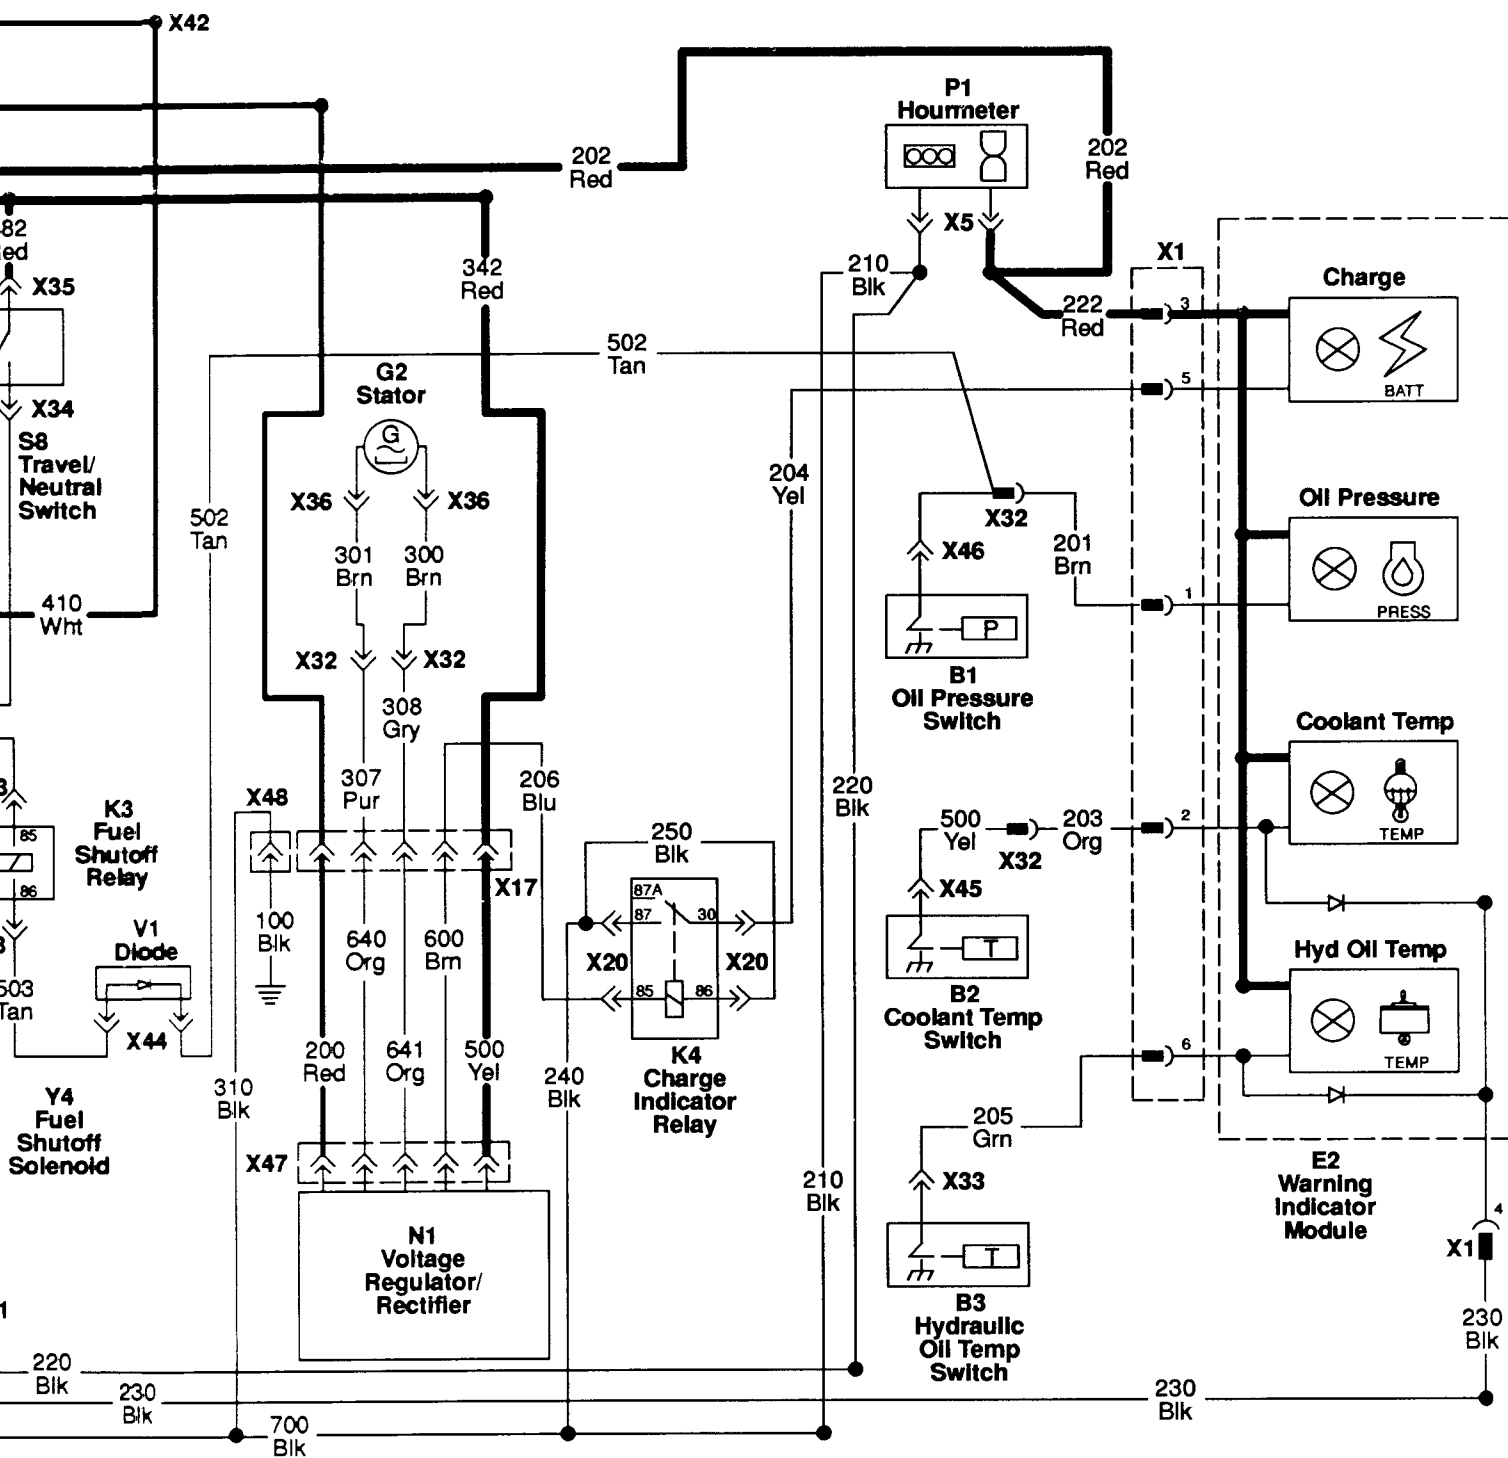 X42
P1
Hourmeter
202
Red
202
Red
X5
82
ed
X35
342
Red
210
Blk
X1
Charge
222
Red
3
BATT
5
502
Tan
G2
Stator
G
X34
S8
Travel/
Neutral
Switch
502
Tan
X36
X36
204
Yel
X32
Oil Pressure
301
Brn
300
Brn
X46
201
Brn
1
PRESS
410
Wht
P
X32
X32
B1
Oil Pressure
Switch
308
Gry
Coolant Temp
307
Pur
206
Blu
220
Blk
X48
3
K3
Fuel
Shutoff
Relay
85
86
3
250
Blk
500
Yel
X32
203
Org
2
TEMP
X17
X45
87A
87
30
100
Blk
V1
Diode
640
Org
600
Brn
X20
X20
T
Hyd Oil Temp
85
86
503
Tan
X44
B2
Coolant Temp
Switch
200
Red
641
Org
500
Yel
K4
Charge
Indicator
Relay
6
TEMP
310
Blk
240
Blk
Y4
Fuel
Shutoff
Solenoid
205
Grn
X47
210
Blk
X33
E2
Warning
Indicator
Module
4
X1
N1
Voltage
Regulator/
Rectifier
T
B3
Hydraulic
Oil Temp
Switch
1
230
Blk
220
Blk
230
Blk
230
Blk
700
Blk